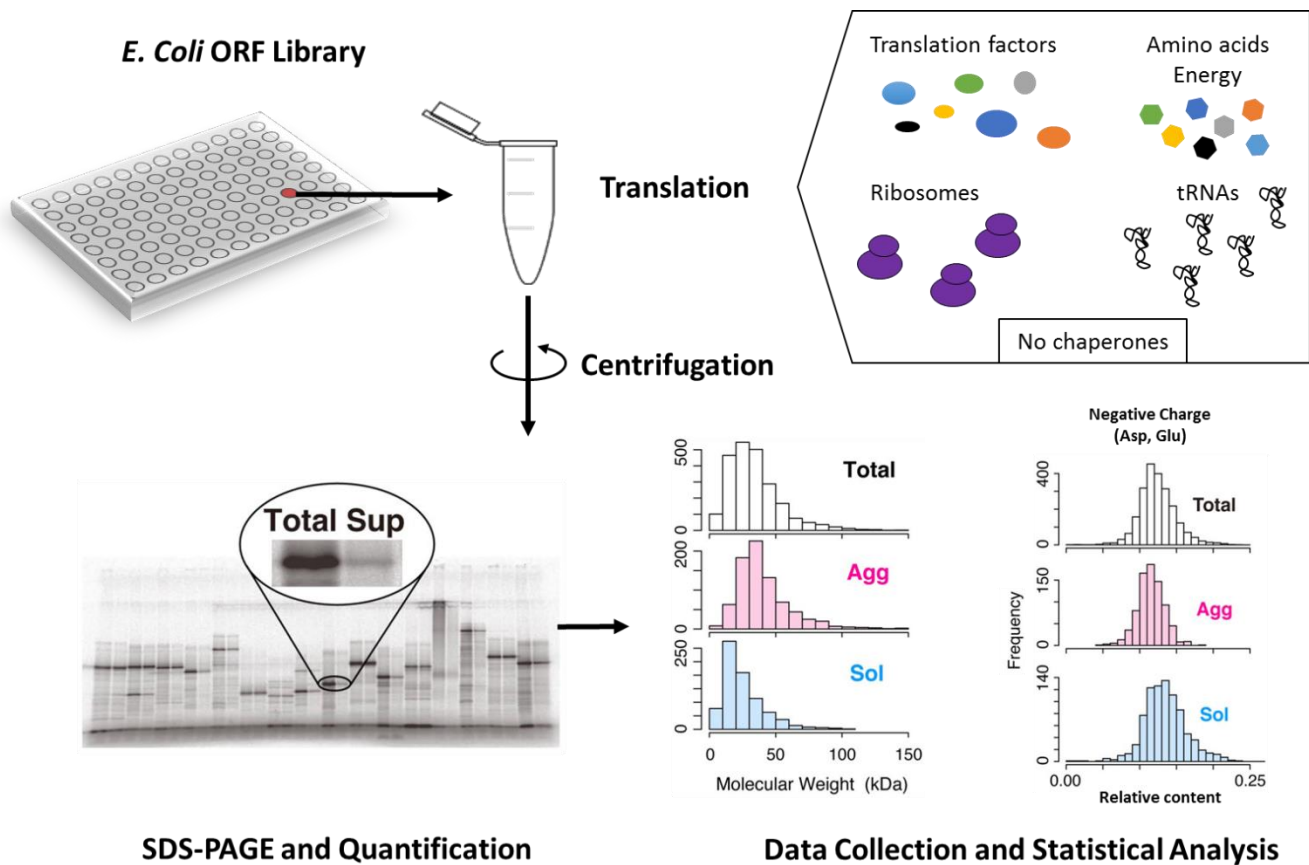 E. Coli ORF Library
Translation
Translation factors
Amino acids
Energy
Ribosomes
tRNAs
No chaperones
Centrifugation
Total Sup
0
500
Total
0
200
Agg
0
250
Sol
0
50
100
150
Molecular Weight (kDa)
Negative Charge
(Asp, Glu)
0
400
Total
0
150
Agg
0
140
Sol
Frequency
0.00
0.25
Relative content
SDS-PAGE and Quantification
Data Collection and Statistical Analysis